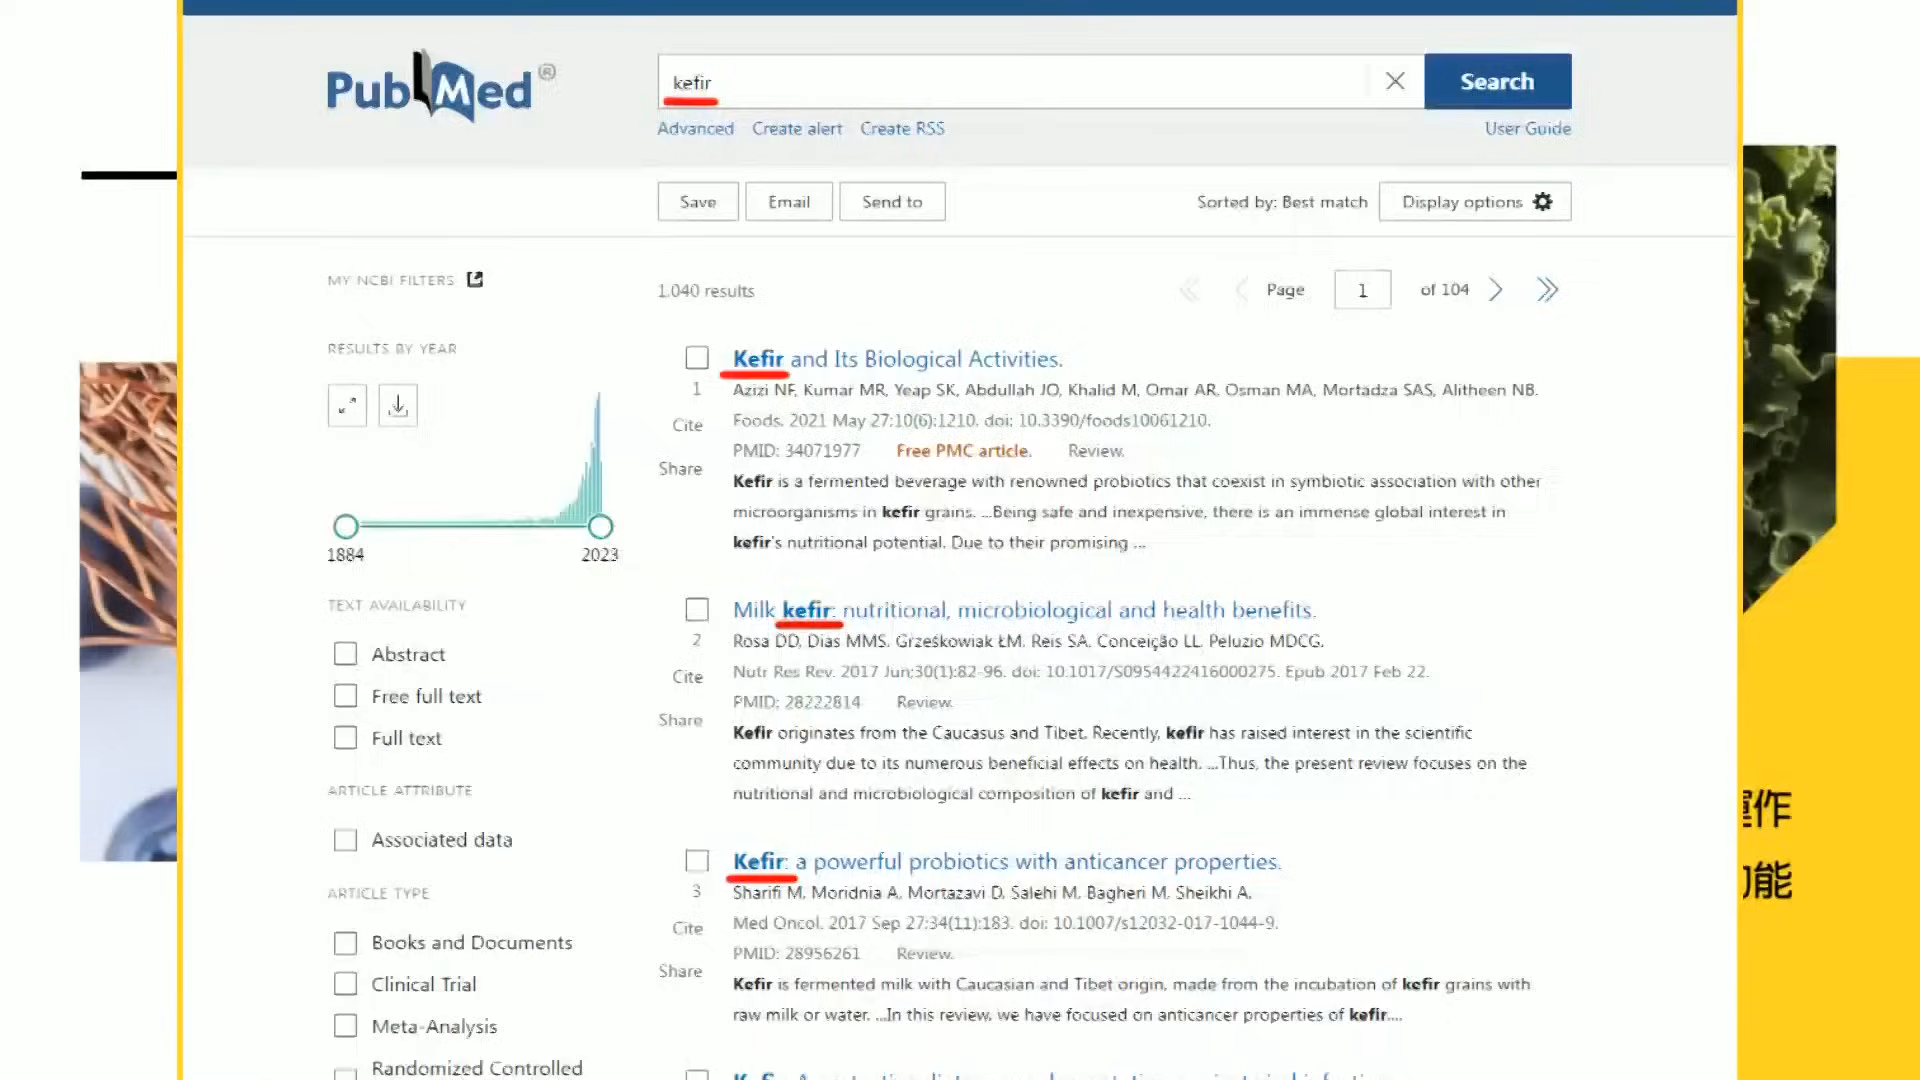 PubMed®
kefir
Search
Advanced Create alert Create RSS
User Guide
Save Email Send to
Sorted by: Best match
Display options
MY NCBI FILTERS
1,040 results
Page 1 of 104
RESULTS BY YEAR
1884 2023
TEXT AVAILABILITY
Abstract
Free full text
Full text
ARTICLE ATTRIBUTE
Associated data
ARTICLE TYPE
Books and Documents
Clinical Trial
Meta-Analysis
Randomized Controlled
Kefir and Its Biological Activities.
1
Azizi NF, Kumar MR, Yeap SK, Abdullah JO, Khalid M, Omar AR, Osman MA, Mortadza SAS, Alitheen NB.
Cite
Foods. 2021 May 27;10(6):1210. doi: 10.3390/foods10061210.
PMID: 34071977 Free PMC article. Review.
Share
Kefir is a fermented beverage with renowned probiotics that coexist in symbiotic association with other
microorganisms in kefir grains. ...Being safe and inexpensive, there is an immense global interest in
kefir's nutritional potential. Due to their promising ...
Milk kefir: nutritional, microbiological and health benefits.
2
Rosa DD, Dias MMS, Grześkowiak ŁM, Reis SA, Conceição LL, Peluzio MDCG.
Cite
Nutr Res Rev. 2017 Jun;30(1):82-96. doi: 10.1017/S0954422416000275. Epub 2017 Feb 22.
PMID: 28222814 Review.
Share
Kefir originates from the Caucasus and Tibet. Recently, kefir has raised interest in the scientific
community due to its numerous beneficial effects on health. ...Thus, the present review focuses on the
nutritional and microbiological composition of kefir and ...
Kefir: a powerful probiotics with anticancer properties.
3
Sharifi M, Moridnia A, Mortazavi D, Salehi M, Bagheri M, Sheikhi A.
Cite
Med Oncol. 2017 Sep 27;34(11):183. doi: 10.1007/s12032-017-1044-9.
PMID: 28956261 Review.
Share
Kefir is fermented milk with Caucasian and Tibet origin, made from the incubation of kefir grains with
raw milk or water. ...In this review, we have focused on anticancer properties of kefir....
作
能